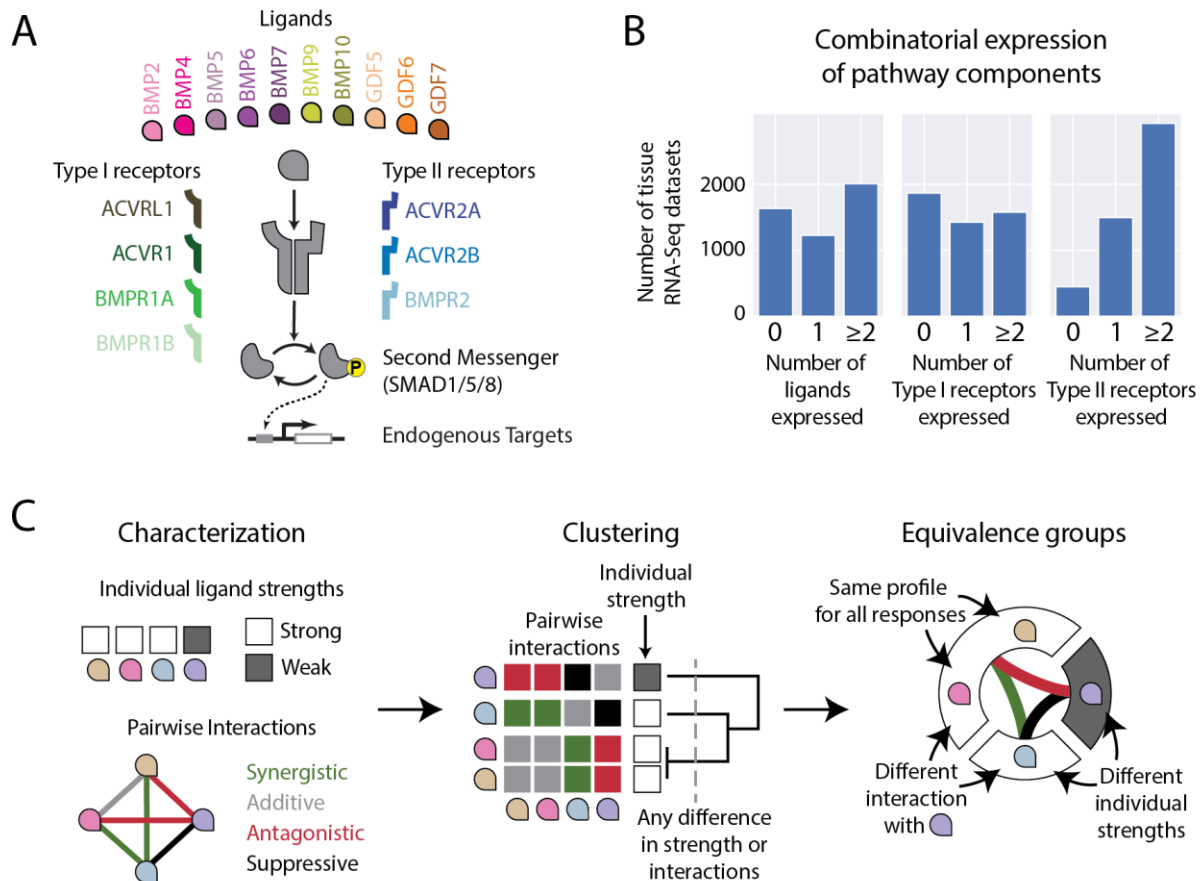 A
Ligands
BMP2
BMP4
BMP5
BMP6
BMP7
BMP9
BMP10
GDF5
GDF6
GDF7
Type I receptors
ACVRL1
ACVR1
BMPR1A
BMPR1B
Type II receptors
ACVR2A
ACVR2B
BMPR2
P
Second Messenger
(SMAD1/5/8)
Endogenous Targets
B
Combinatorial expression
of pathway components
Number of tissue
RNA-Seq datasets
2000
1000
0
0 1 ≥2
Number of
ligands
expressed
0 1 ≥2
Number of
Type I receptors
expressed
0 1 ≥2
Number of
Type II receptors
expressed
C
Characterization
Individual ligand strengths
Strong
Weak
Pairwise Interactions
Synergistic
Additive
Antagonistic
Suppressive
Clustering
Individual
strength
Pairwise
interactions
Any difference
in strength or
interactions
Equivalence groups
Same profile
for all responses
Different
interaction
with
Different
individual
strengths